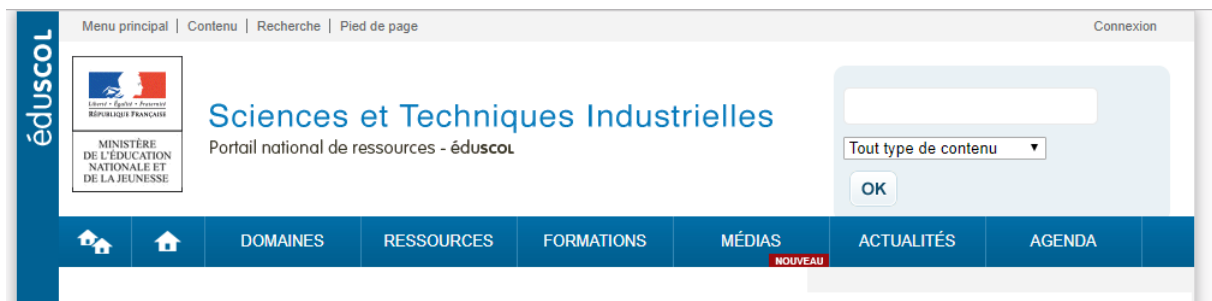 éduscol
Menu principal | Contenu | Recherche | Pied de page
Connexion
Liberté • Égalité • Fraternité
RÉPUBLIQUE FRANÇAISE
MINISTÈRE
DE L'ÉDUCATION
NATIONALE ET
DE LA JEUNESSE
Sciences et Techniques Industrielles
Portail national de ressources - éduscol
Tout type de contenu
OK
DOMAINES RESSOURCES FORMATIONS MÉDIAS ACTUALITÉS AGENDA
NOUVEAU